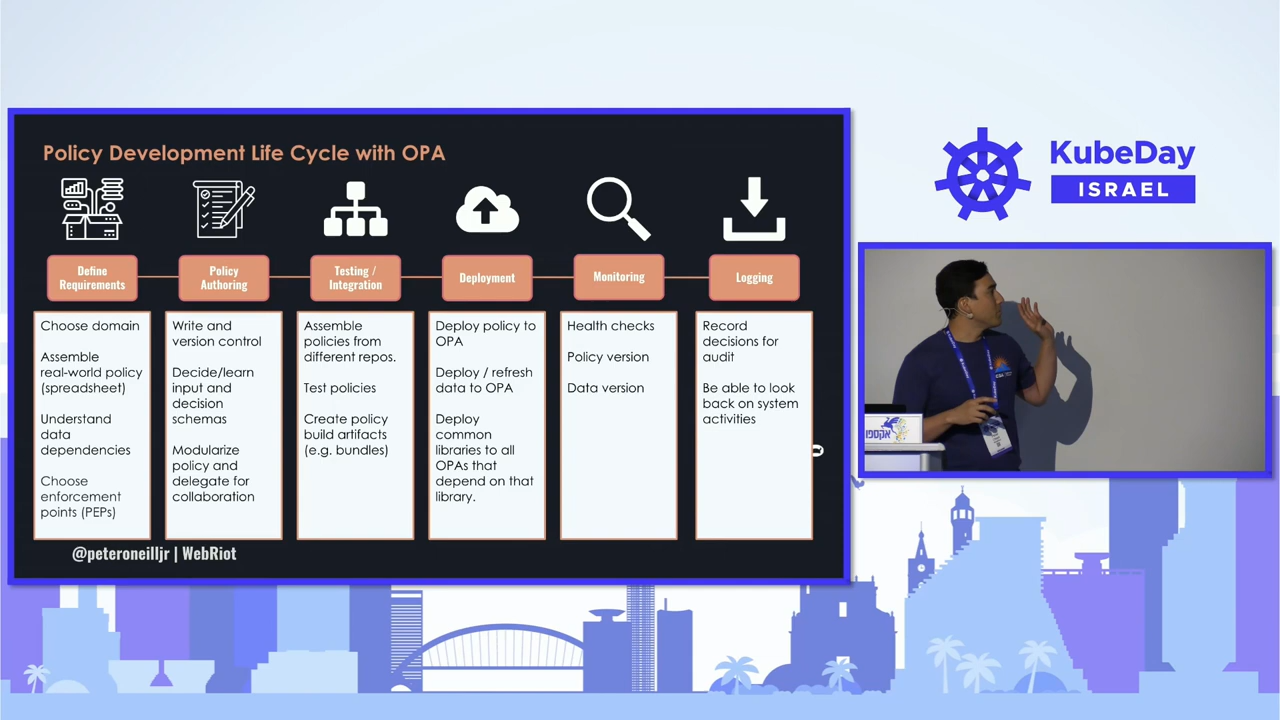 Policy Development Life Cycle with OPA
Define
Requirements
Policy
Authoring
Testing /
Integration
Deployment
Monitoring
Logging
Choose domain
Assemble
real-world policy
(spreadsheet)
Understand
data
dependencies
Choose
enforcement
points (PEPs)
Write and
version control
Decide/learn
input and
decision
schemas
Modularize
policy and
delegate for
collaboration
Assemble
policies from
different repos.
Test policies
Create policy
build artifacts
(e.g. bundles)
Deploy policy to
OPA
Deploy / refresh
data to OPA
Deploy
common
libraries to all
OPAs that
depend on that
library.
Health checks
Policy version
Data version
Record
decisions for
audit
Be able to look
back on system
activities
@peteroneilljr | WebRiot
KubeDay
ISRAEL
אקספו